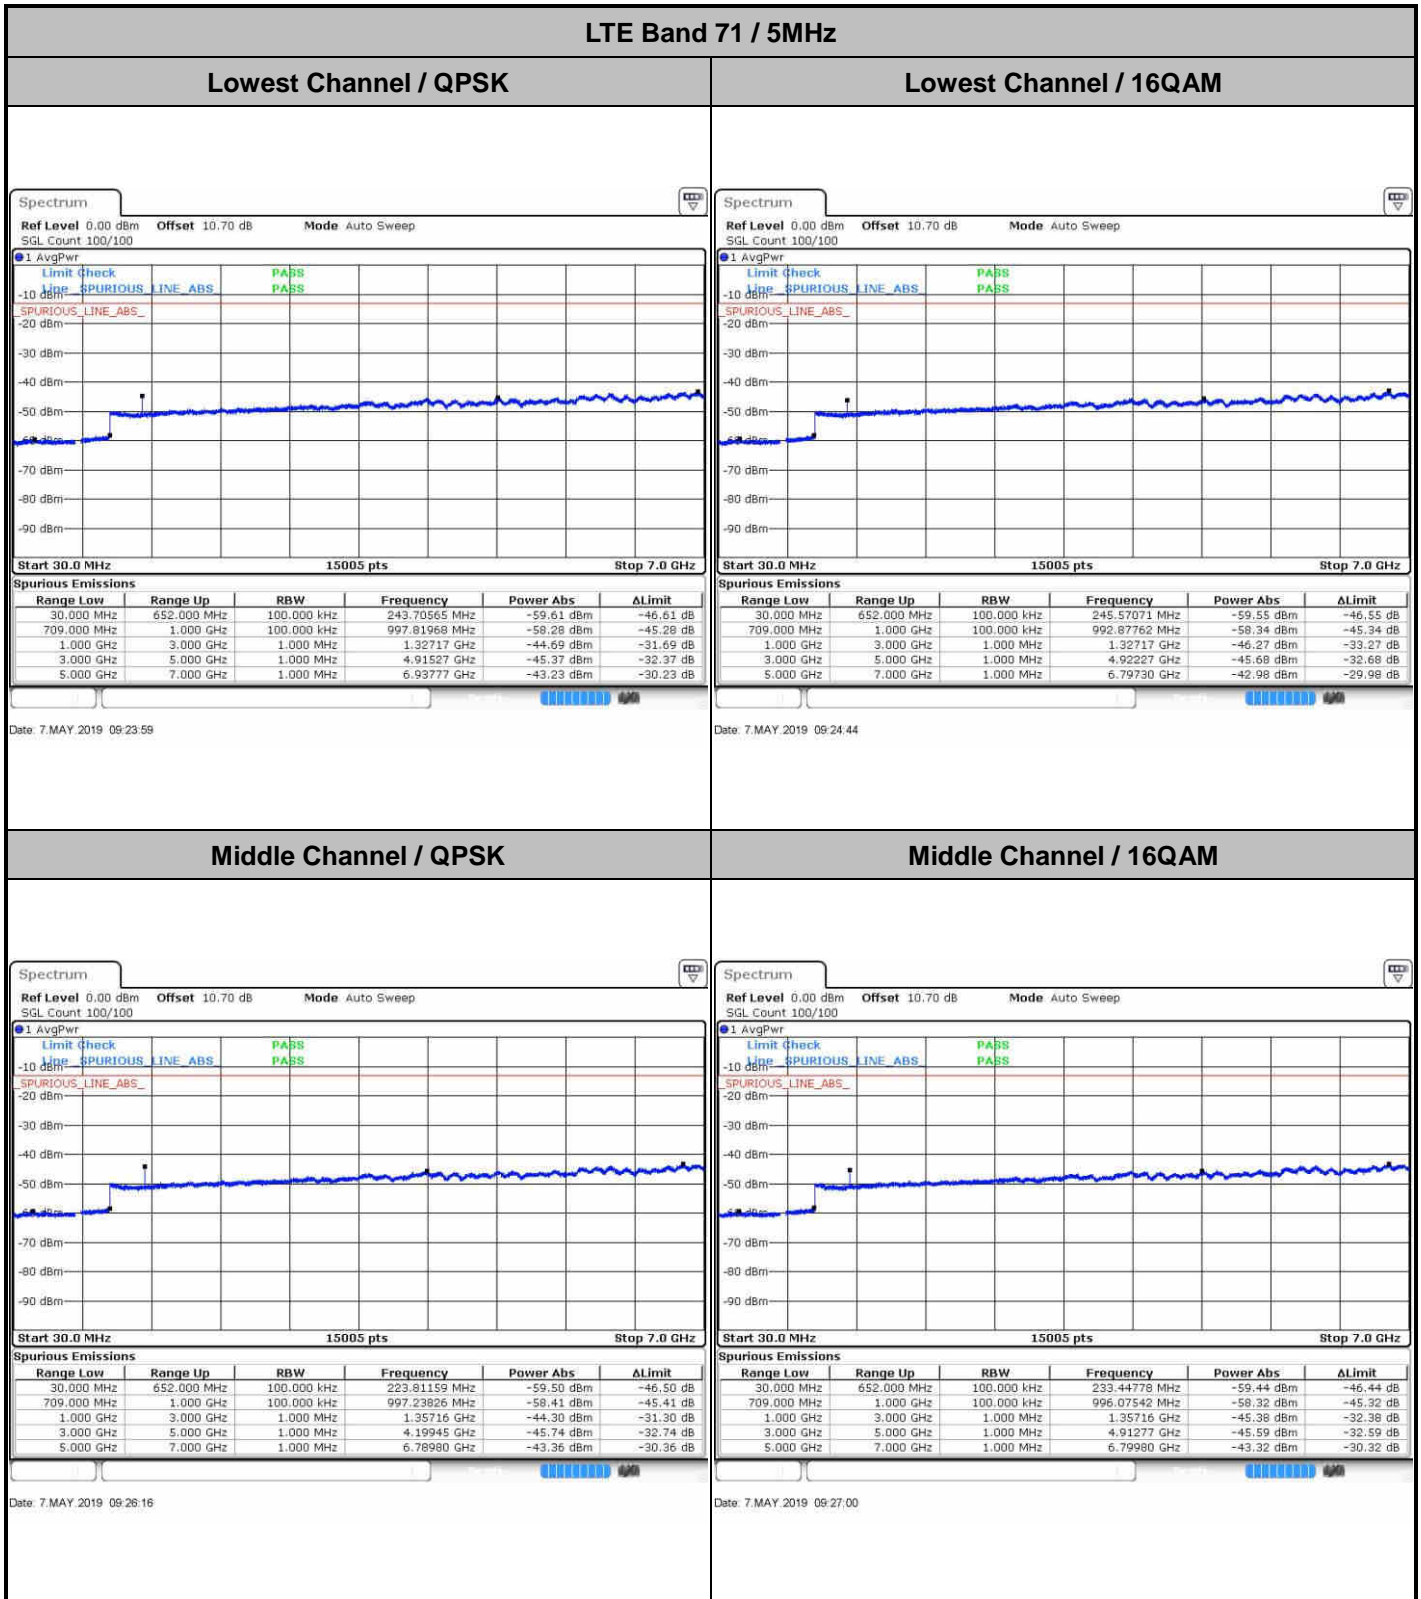 LTE Band 71 / 5MHz
Lowest Channel / QPSK
Lowest Channel / 16QAM
Spectrum
Ref Level 0.00 dBm Offset 10.70 dB Mode Auto Sweep
SGL Count 100/100
1 AvgPwr
Limit Check PASS
Line _SPURIOUS_LINE_ABS_ PASS
-10 dBm
_SPURIOUS_LINE_ABS_
-20 dBm
-30 dBm
-40 dBm
-50 dBm
-60 dBm
-70 dBm
-80 dBm
-90 dBm
Start 30.0 MHz 15005 pts Stop 7.0 GHz
Spurious Emissions
Range Low Range Up RBW Frequency Power Abs ΔLimit
30.000 MHz 652.000 MHz 100.000 kHz 243.70565 MHz -59.61 dBm -46.61 dB
709.000 MHz 1.000 GHz 100.000 kHz 997.81968 MHz -58.28 dBm -45.28 dB
1.000 GHz 3.000 GHz 1.000 MHz 1.32717 GHz -44.69 dBm -31.69 dB
3.000 GHz 5.000 GHz 1.000 MHz 4.91527 GHz -45.37 dBm -32.37 dB
5.000 GHz 7.000 GHz 1.000 MHz 6.93777 GHz -43.23 dBm -30.23 dB
Date: 7.MAY.2019 09:23:59
Spectrum
Ref Level 0.00 dBm Offset 10.70 dB Mode Auto Sweep
SGL Count 100/100
1 AvgPwr
Limit Check PASS
Line _SPURIOUS_LINE_ABS_ PASS
-10 dBm
_SPURIOUS_LINE_ABS_
-20 dBm
-30 dBm
-40 dBm
-50 dBm
-60 dBm
-70 dBm
-80 dBm
-90 dBm
Start 30.0 MHz 15005 pts Stop 7.0 GHz
Spurious Emissions
Range Low Range Up RBW Frequency Power Abs ΔLimit
30.000 MHz 652.000 MHz 100.000 kHz 245.57071 MHz -59.55 dBm -46.55 dB
709.000 MHz 1.000 GHz 100.000 kHz 992.87762 MHz -58.34 dBm -45.34 dB
1.000 GHz 3.000 GHz 1.000 MHz 1.32717 GHz -46.27 dBm -33.27 dB
3.000 GHz 5.000 GHz 1.000 MHz 4.92227 GHz -45.68 dBm -32.68 dB
5.000 GHz 7.000 GHz 1.000 MHz 6.79730 GHz -42.98 dBm -29.98 dB
Date: 7.MAY.2019 09:24:44
Middle Channel / QPSK
Middle Channel / 16QAM
Spectrum
Ref Level 0.00 dBm Offset 10.70 dB Mode Auto Sweep
SGL Count 100/100
1 AvgPwr
Limit Check PASS
Line _SPURIOUS_LINE_ABS_ PASS
-10 dBm
_SPURIOUS_LINE_ABS_
-20 dBm
-30 dBm
-40 dBm
-50 dBm
-60 dBm
-70 dBm
-80 dBm
-90 dBm
Start 30.0 MHz 15005 pts Stop 7.0 GHz
Spurious Emissions
Range Low Range Up RBW Frequency Power Abs ΔLimit
30.000 MHz 652.000 MHz 100.000 kHz 223.81159 MHz -59.50 dBm -46.50 dB
709.000 MHz 1.000 GHz 100.000 kHz 997.23826 MHz -58.41 dBm -45.41 dB
1.000 GHz 3.000 GHz 1.000 MHz 1.35716 GHz -44.30 dBm -31.30 dB
3.000 GHz 5.000 GHz 1.000 MHz 4.19945 GHz -45.74 dBm -32.74 dB
5.000 GHz 7.000 GHz 1.000 MHz 6.78980 GHz -43.36 dBm -30.36 dB
Date: 7.MAY.2019 09:26:16
Spectrum
Ref Level 0.00 dBm Offset 10.70 dB Mode Auto Sweep
SGL Count 100/100
1 AvgPwr
Limit Check PASS
Line _SPURIOUS_LINE_ABS_ PASS
-10 dBm
_SPURIOUS_LINE_ABS_
-20 dBm
-30 dBm
-40 dBm
-50 dBm
-60 dBm
-70 dBm
-80 dBm
-90 dBm
Start 30.0 MHz 15005 pts Stop 7.0 GHz
Spurious Emissions
Range Low Range Up RBW Frequency Power Abs ΔLimit
30.000 MHz 652.000 MHz 100.000 kHz 233.44778 MHz -59.44 dBm -46.44 dB
709.000 MHz 1.000 GHz 100.000 kHz 996.07542 MHz -58.32 dBm -45.32 dB
1.000 GHz 3.000 GHz 1.000 MHz 1.35716 GHz -45.38 dBm -32.38 dB
3.000 GHz 5.000 GHz 1.000 MHz 4.91277 GHz -45.59 dBm -32.59 dB
5.000 GHz 7.000 GHz 1.000 MHz 6.79980 GHz -43.32 dBm -30.32 dB
Date: 7.MAY.2019 09:27:00